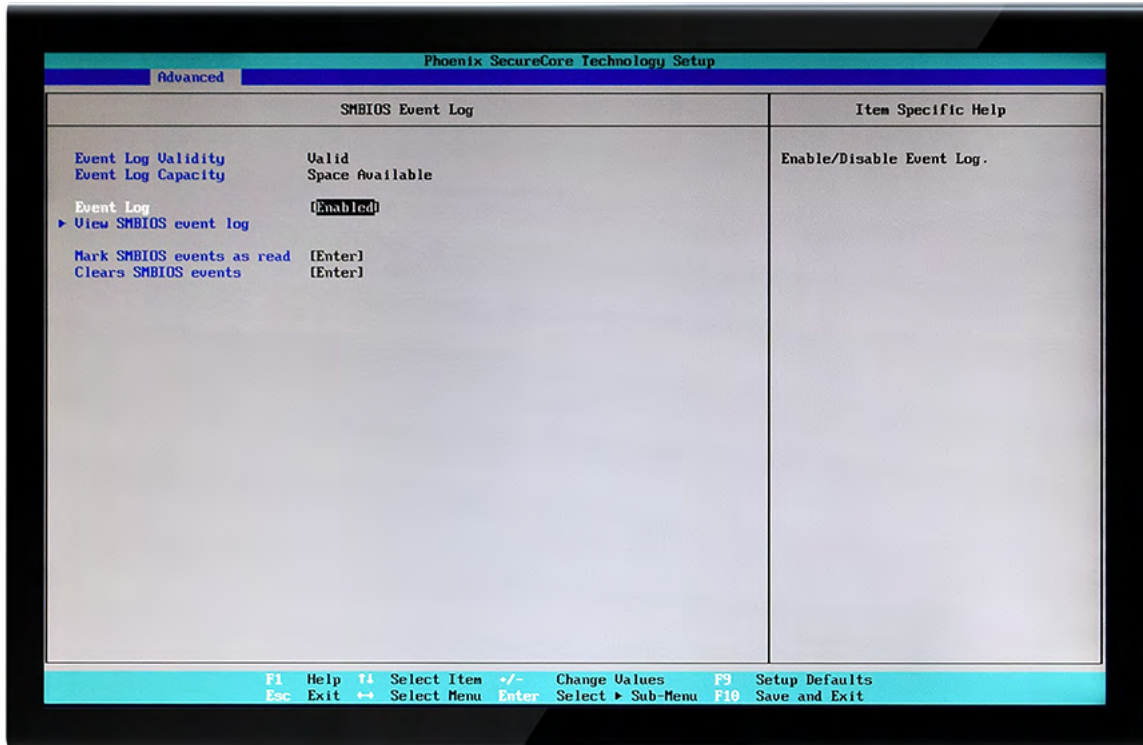 Phoenix SecureCore Technology Setup
Advanced
SMBIOS Event Log
Item Specific Help
Event Log Validity Valid
Event Log Capacity Space Available
Enable/Disable Event Log.
Event Log [Enabled]
▶ View SMBIOS event log
Mark SMBIOS events as read [Enter]
Clears SMBIOS events [Enter]
F1 Help ↑↓ Select Item +/- Change Values F9 Setup Defaults
Esc Exit ↔ Select Menu Enter Select ▶ Sub-Menu F10 Save and Exit